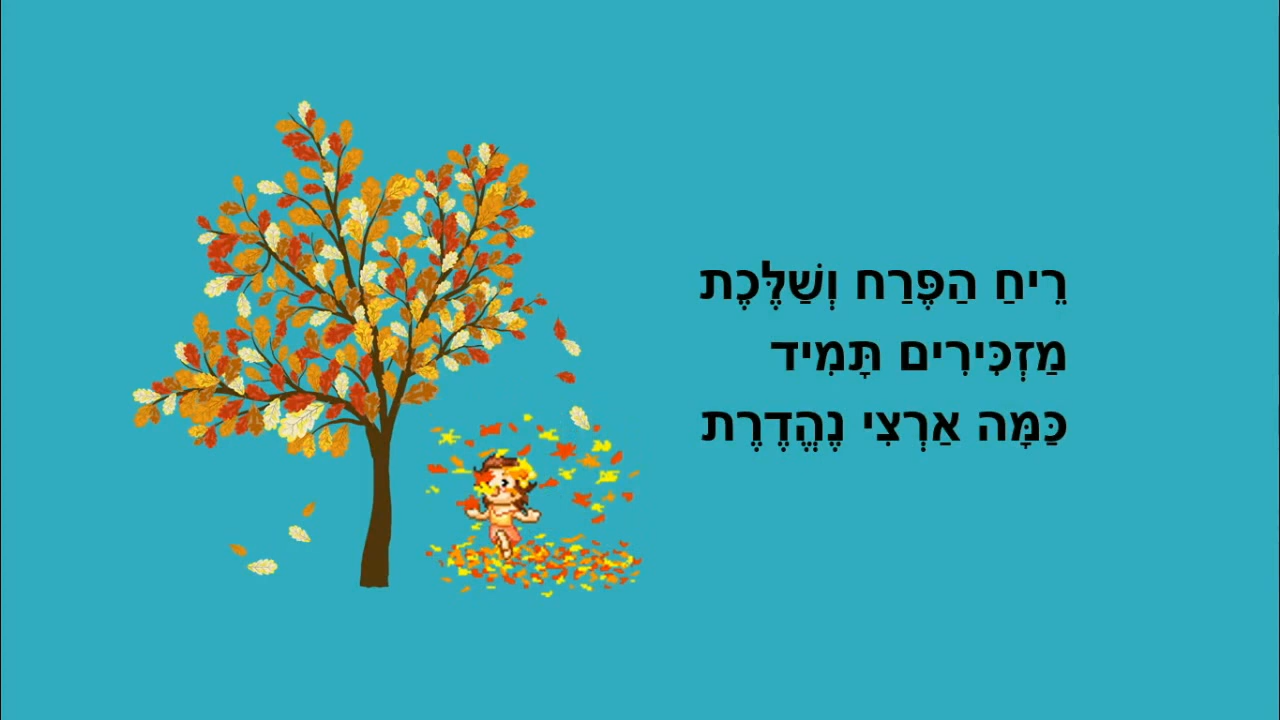 רֵיחַ הַפֶּרַח וְשַׁלֶּכֶת
מַזְכִּירִים תָּמִיד
כַּמָּה אַרְצִי נֶהֱדֶרֶת